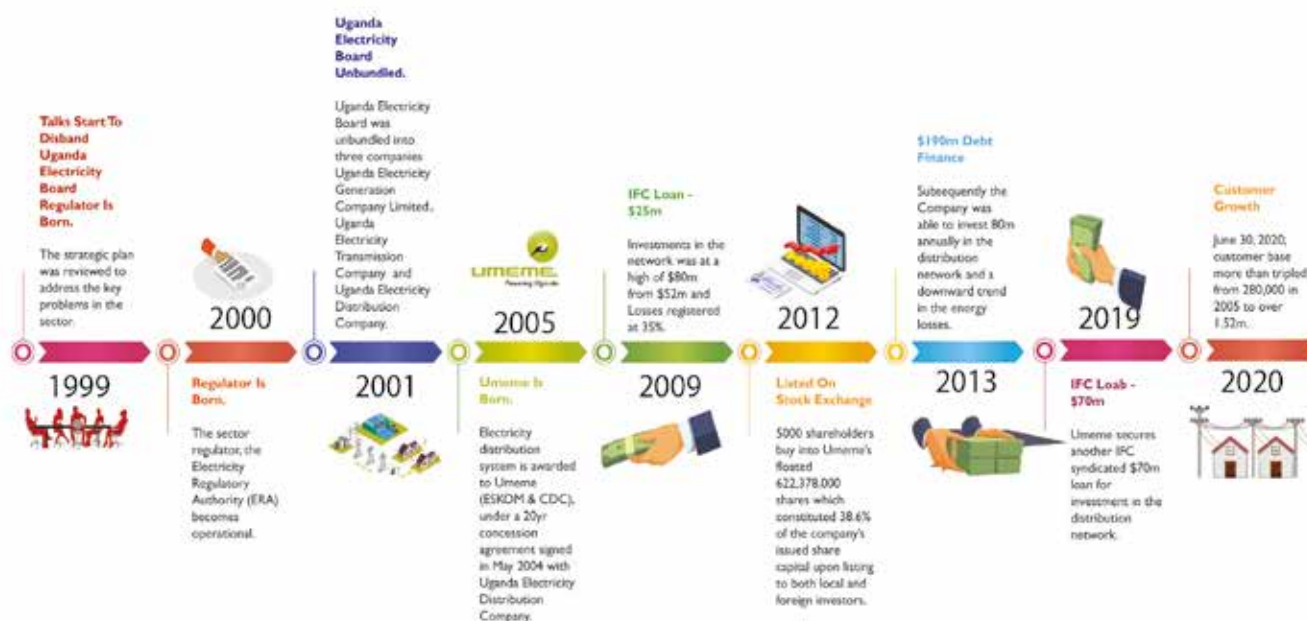 Talks Start To
Disband
Uganda
Electricity
Board
Regulator Is
Born.
The strategic plan
was reviewed to
address the key
problems in the
sector.
1999
2000
Regulator Is
Born.
The sector
regulator, the
Electricity
Regulatory
Authority (ERA)
becomes
operational.
Uganda
Electricity
Board
Unbundled.
Uganda Electricity
Board was
unbundled into
three companies
Uganda Electricity
Generation
Company Limited.,
Uganda
Electricity
Transmission
Company and
Uganda Electricity
Distribution
Company.
2001
UMEME
Powering Uganda
2005
Umeme Is
Born.
Electricity
distribution
system is awarded
to Umeme
(ESKOM & CDC),
under a 20yr
concession
agreement signed
in May 2004 with
Uganda Electricity
Distribution
Company.
IFC Loan -
$25m
Investments in the
network was at a
high of $80m
from $52m and
Losses registered
at 35%.
2009
2012
Listed On
Stock Exchange
5000 shareholders
buy into Umeme's
floated
622,378,000
shares which
constituted 38.6%
of the company's
issued share
capital upon listing
to both local and
foreign investors.
$190m Debt
Finance
Subsequently the
Company was
able to invest 80m
annually in the
distribution
network and a
downward trend
in the energy
losses.
2013
2019
IFC Loab -
$70m
Umeme secures
another IFC
syndicated $70m
loan for
investment in the
distribution
network.
Customer
Growth
June 30, 2020;
customer base
more than tripled
from 280,000 in
2005 to over
1.52m.
2020